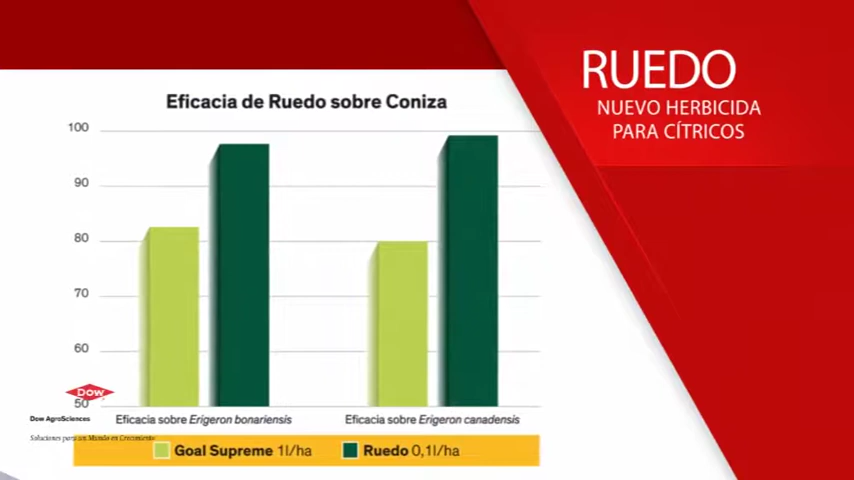 RUEDO
NUEVO HERBICIDA
PARA CÍTRICOS
Eficacia de Ruedo sobre Coniza
100
90
80
70
60
50
Eficacia sobre Erigeron bonariensis
Eficacia sobre Erigeron canadensis
Goal Supreme 1l/ha
Ruedo 0,1l/ha
DOW
Dow AgroSciences
Soluciones para un Mundo en Crecimiento